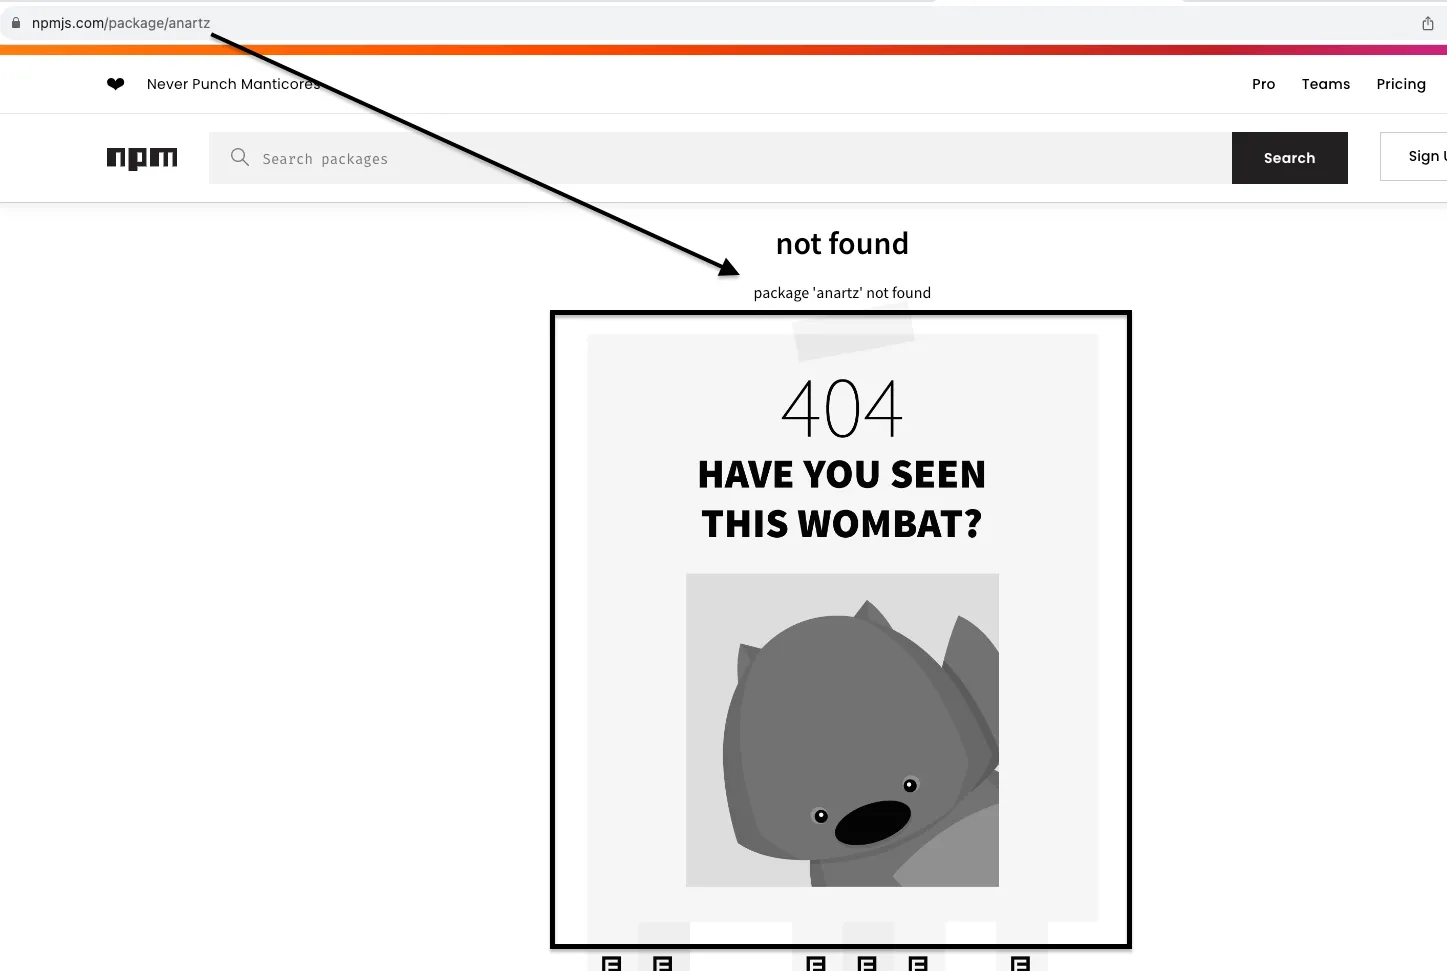 npmjs.com/package/anartz
Never Punch Manticores
Pro Teams Pricing
npm Search packages Search Sign U
not found
package 'anartz' not found
404
HAVE YOU SEEN
THIS WOMBAT?